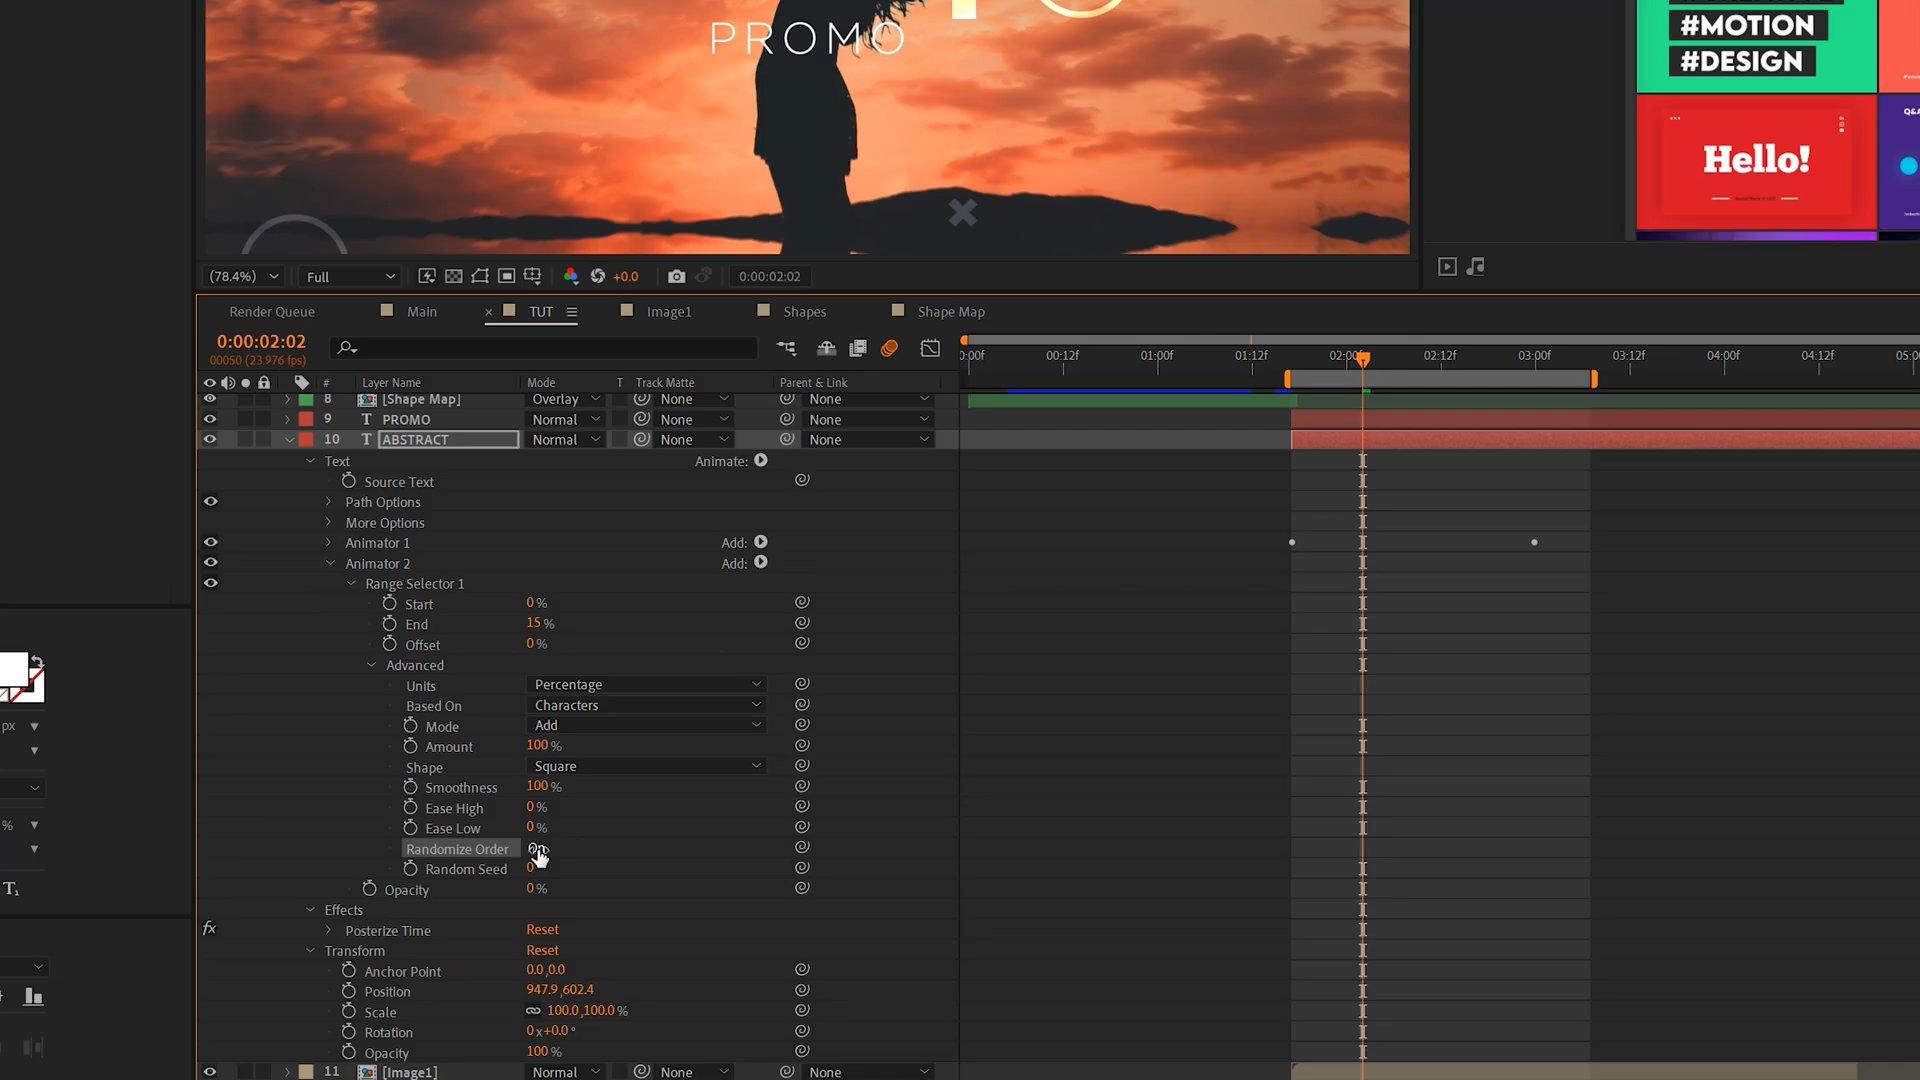 PROMO
#MOTION
#DESIGN
Hello!
Q&A
(78.4%)
Full
+0.0
0:00:02:02
Render Queue
Main
× TUT
Image1
Shapes
Shape Map
0:00:02:02
00050 (23.976 fps)
0:00f 00:12f 01:00f 01:12f 02:00f 02:12f 03:00f 03:12f 04:00f 04:12f 05:00
# Layer Name Mode T Track Matte Parent & Link
8 [Shape Map] Overlay None None
9 T PROMO Normal None None
10 T ABSTRACT Normal None None
Text Animate:
Source Text
Path Options
More Options
Animator 1 Add:
Animator 2 Add:
Range Selector 1
Start 0 %
End 15 %
Offset 0 %
Advanced
Units Percentage
Based On Characters
Mode Add
Amount 100 %
Shape Square
Smoothness 100 %
Ease High 0 %
Ease Low 0 %
Randomize Order On
Random Seed 0
Opacity 0 %
Effects
fx Posterize Time Reset
Transform Reset
Anchor Point 0.0,0.0
Position 947.9,602.4
Scale 100.0,100.0 %
Rotation 0x+0.0°
Opacity 100 %
11 [Image1] Normal None None
px
%
T1